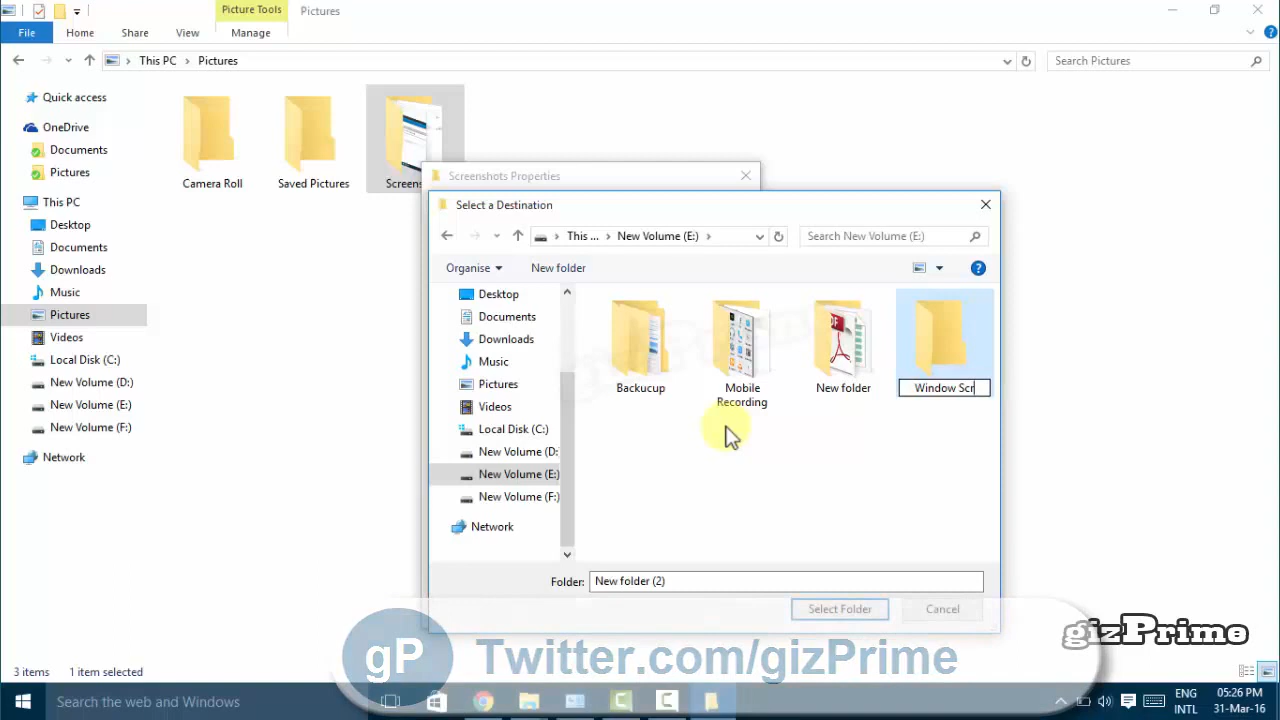 Picture Tools
Pictures
File
Home
Share
View
Manage
This PC
Pictures
Search Pictures
Quick access
OneDrive
Documents
Pictures
This PC
Desktop
Documents
Downloads
Music
Pictures
Videos
Local Disk (C:)
New Volume (D:)
New Volume (E:)
New Volume (F:)
Network
Camera Roll
Saved Pictures
Screens
Screenshots Properties
Select a Destination
This ...
New Volume (E:)
Search New Volume (E:)
Organise
New folder
Desktop
Documents
Downloads
Music
Pictures
Videos
Local Disk (C:)
New Volume (D:
New Volume (E:)
New Volume (F:)
Network
Backucup
Mobile
Recording
New folder
Window Scr
Folder:
New folder (2)
Select Folder
Cancel
gP
Twitter.com/gizPrime
gizPrime
3 items
1 item selected
Search the web and Windows
ENG
INTL
05:26 PM
31-Mar-16